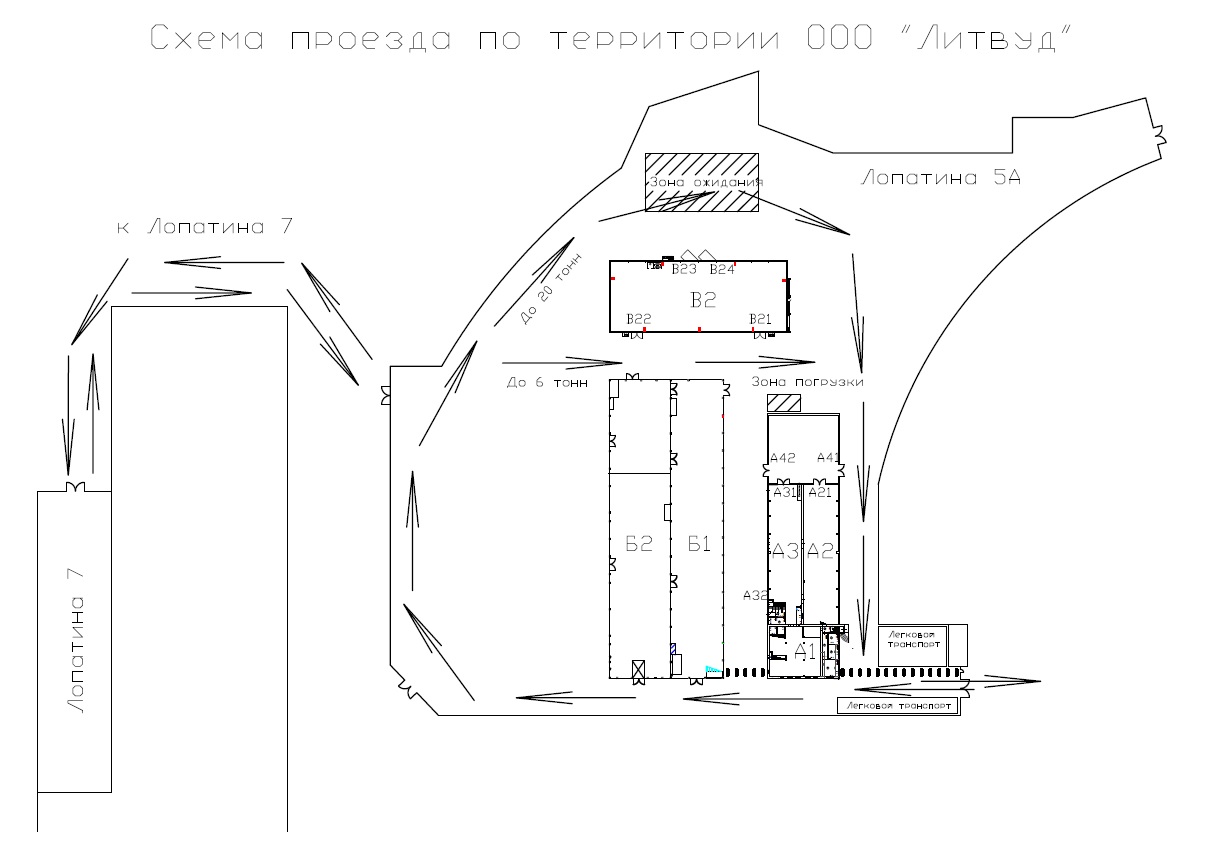 Схема проезда по территории ООО "Литвуд"
Лопатина 5А
Зона ожидания
к Лопатина 7
До 20 тонн
В23
В24
В2
В22
В21
До 6 тонн
Зона погрузки
А42
А41
А31
А21
Б2
Б1
А3
А2
А32
Лопатина 7
А1
Легковой
транспорт
Легковой транспорт